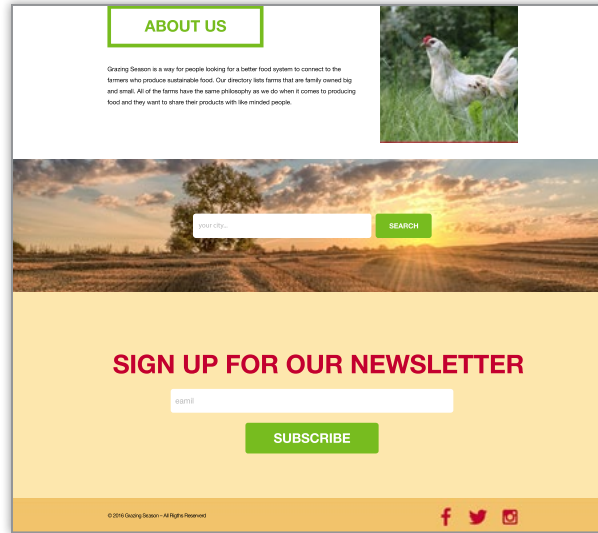 ABOUT US
Grazing Season is a way for people looking for a better food system to connect to the
farmers who produce sustainable food. Our directory lists farms that are family owned big
and small. All of the farms have the same philosophy as we do when it comes to producing
food and they want to share their products with like minded people.
your city...
SEARCH
SIGN UP FOR OUR NEWSLETTER
eamil
SUBSCRIBE
© 2016 Grazing Season – All Rigths Reserverd